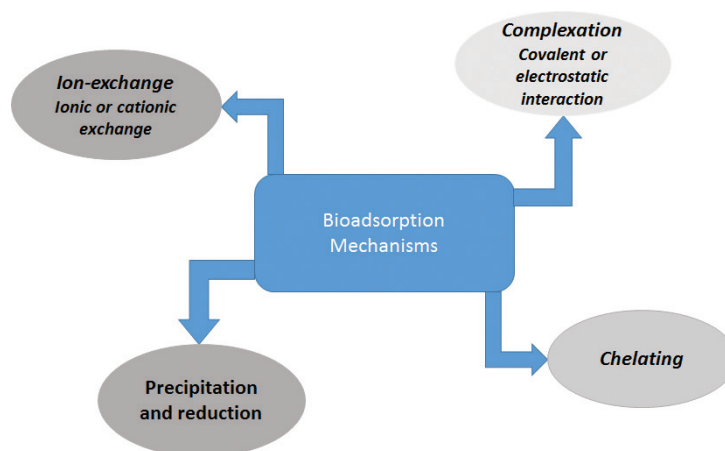 Complexation
Covalent or
electrostatic
interaction
Ion-exchange
Ionic or cationic
exchange
Bioadsorption
Mechanisms
Chelating
Precipitation
and reduction